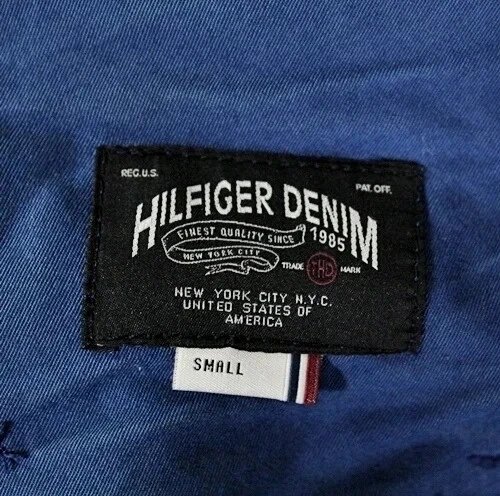 REG. U.S.
PAT. OFF.
HILFIGER DENIM
FINEST QUALITY SINCE 1985
NEW YORK CITY
TRADE THD MARK
NEW YORK CITY N.Y.C.
UNITED STATES OF
AMERICA
SMALL